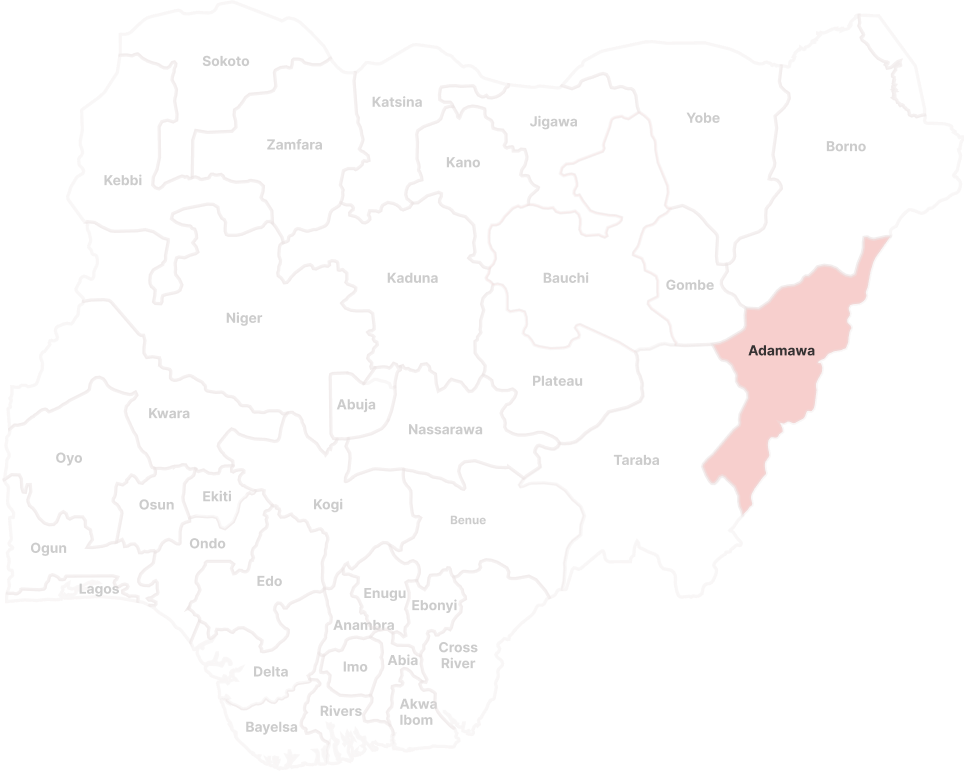 Sokoto
Katsina
Jigawa
Yobe
Borno
Zamfara
Kano
Kebbi
Kaduna
Bauchi
Gombe
Niger
Adamawa
Plateau
Abuja
Kwara
Nassarawa
Oyo
Taraba
Osun
Ekiti
Kogi
Benue
Ogun
Ondo
Edo
Lagos
Enugu
Ebonyi
Anambra
Cross
River
Imo
Abia
Delta
Rivers
Akwa
Ibom
Bayelsa